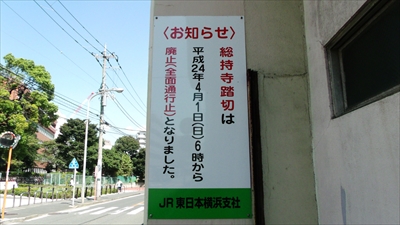 〈お知らせ〉
総持寺踏切は
平成24年4月1日(日)6時から
廃止(全面通行止)となりました。
JR東日本横浜支社